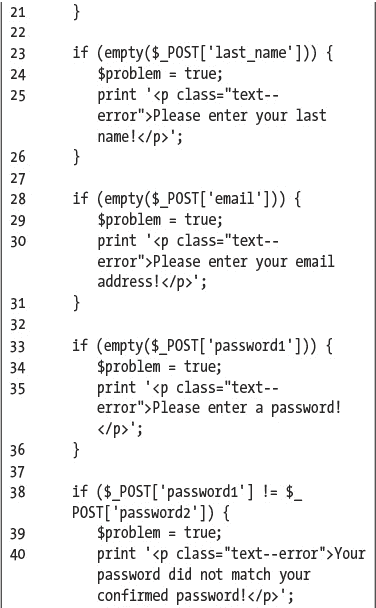 21 }
22
23 if (empty($_POST['last_name'])) {
24 $problem = true;
25 print '<p class="text--
error">Please enter your last
name!</p>';
26 }
27
28 if (empty($_POST['email'])) {
29 $problem = true;
30 print '<p class="text--
error">Please enter your email
address!</p>';
31 }
32
33 if (empty($_POST['password1'])) {
34 $problem = true;
35 print '<p class="text--
error">Please enter a password!
</p>';
36 }
37
38 if ($_POST['password1'] != $_
POST['password2']) {
39 $problem = true;
40 print '<p class="text--error">Your
password did not match your
confirmed password!</p>';